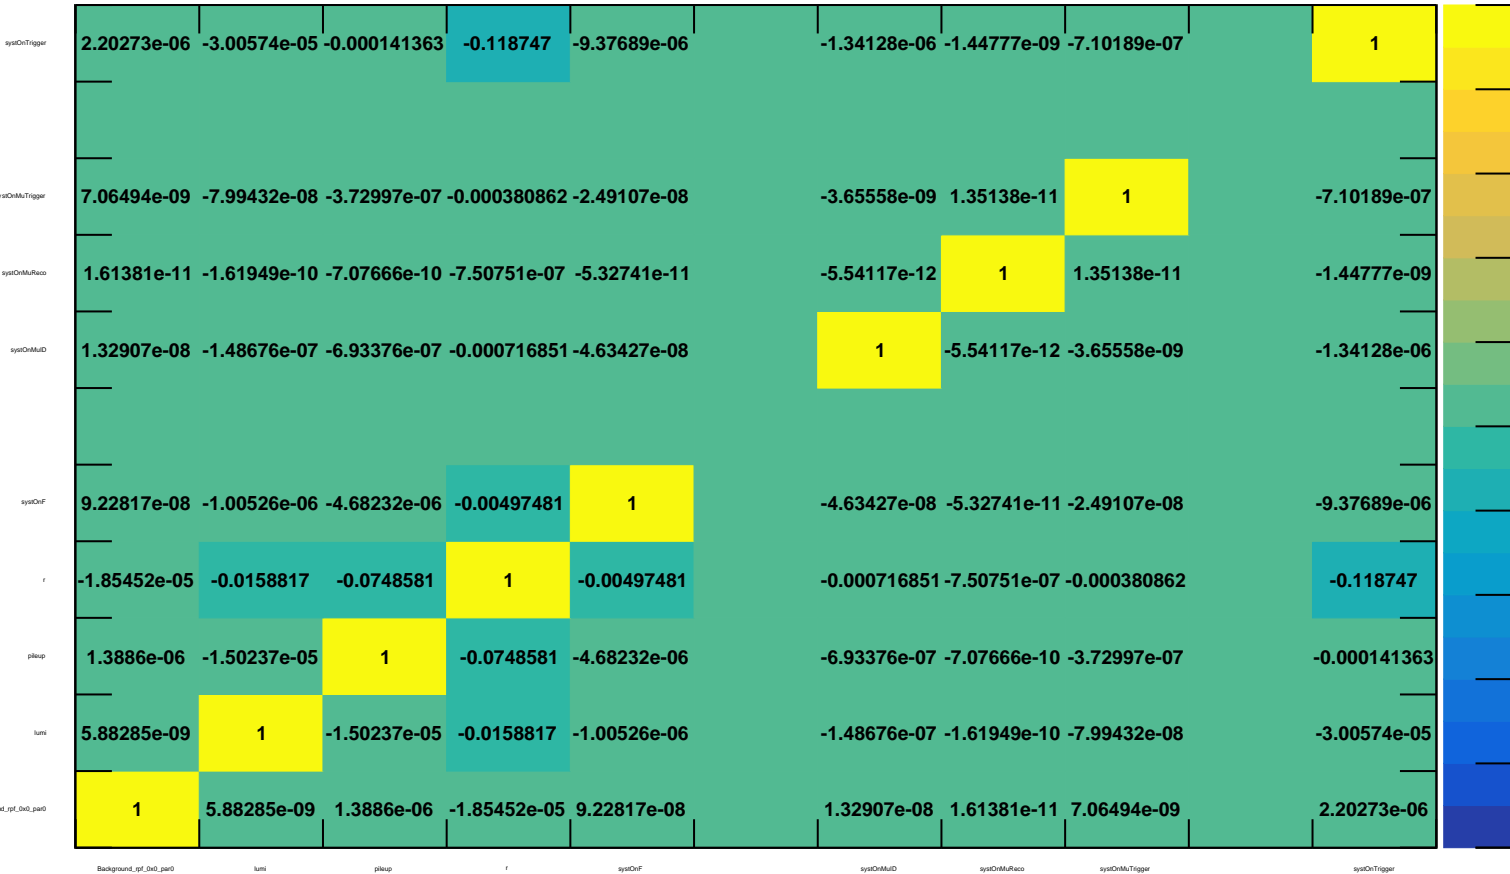 systOnTrigger 2.20273e-06 -3.00574e-05 -0.000141363 -0.118747 -9.37689e-06 -1.34128e-06 -1.44777e-09 -7.10189e-07 1
ystOnMuTrigger 7.06494e-09 -7.99432e-08 -3.72997e-07 -0.000380862 -2.49107e-08 -3.65558e-09 1.35138e-11 1 -7.10189e-07
systOnMuReco 1.61381e-11 -1.61949e-10 -7.07666e-10 -7.50751e-07 -5.32741e-11 -5.54117e-12 1 1.35138e-11 -1.44777e-09
systOnMuID 1.32907e-08 -1.48676e-07 -6.93376e-07 -0.000716851 -4.63427e-08 1 -5.54117e-12 -3.65558e-09 -1.34128e-06
systOnF 9.22817e-08 -1.00526e-06 -4.68232e-06 -0.00497481 1 -4.63427e-08 -5.32741e-11 -2.49107e-08 -9.37689e-06
r -1.85452e-05 -0.0158817 -0.0748581 1 -0.00497481 -0.000716851 -7.50751e-07 -0.000380862 -0.118747
pileup 1.3886e-06 -1.50237e-05 1 -0.0748581 -4.68232e-06 -6.93376e-07 -7.07666e-10 -3.72997e-07 -0.000141363
lumi 5.88285e-09 1 -1.50237e-05 -0.0158817 -1.00526e-06 -1.48676e-07 -1.61949e-10 -7.99432e-08 -3.00574e-05
d_rpf_0x0_par0 1 5.88285e-09 1.3886e-06 -1.85452e-05 9.22817e-08 1.32907e-08 1.61381e-11 7.06494e-09 2.20273e-06
Background_rpf_0x0_par0 lumi pileup r systOnF systOnMuID systOnMuReco systOnMuTrigger systOnTrigger